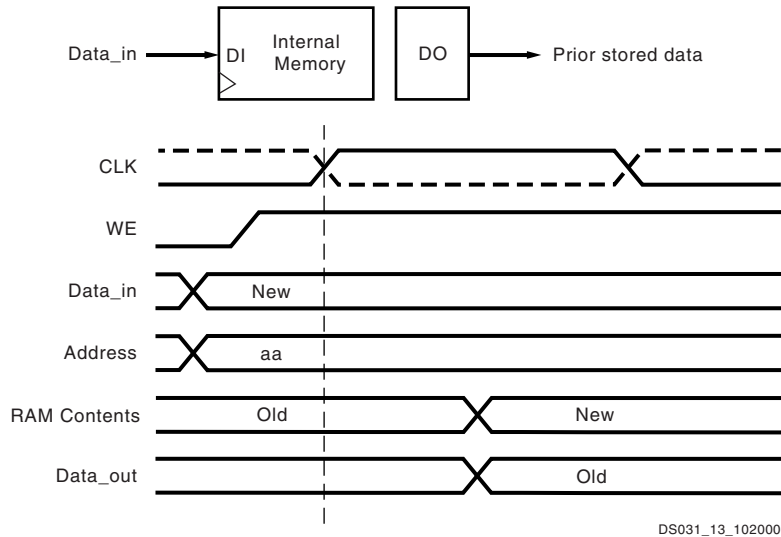 Data_in DI Internal Memory DO Prior stored data
CLK
WE
Data_in New
Address aa
RAM Contents Old New
Data_out Old
DS031_13_102000